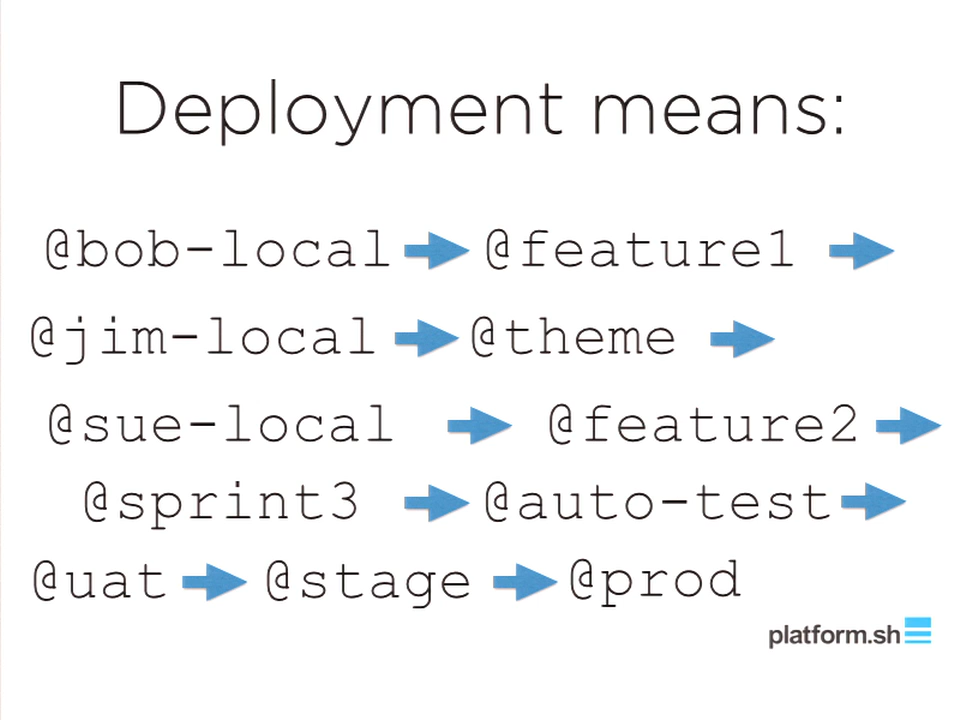 Deployment means:
@bob-local @feature1
@jim-local @theme
@sue-local @feature2
@sprint3 @auto-test
@uat @stage @prod
platform.sh